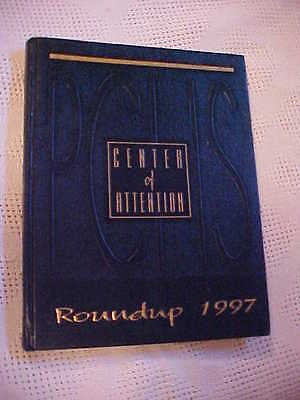 PCHS
CENTER
of
ATTENTION
Roundup 1997